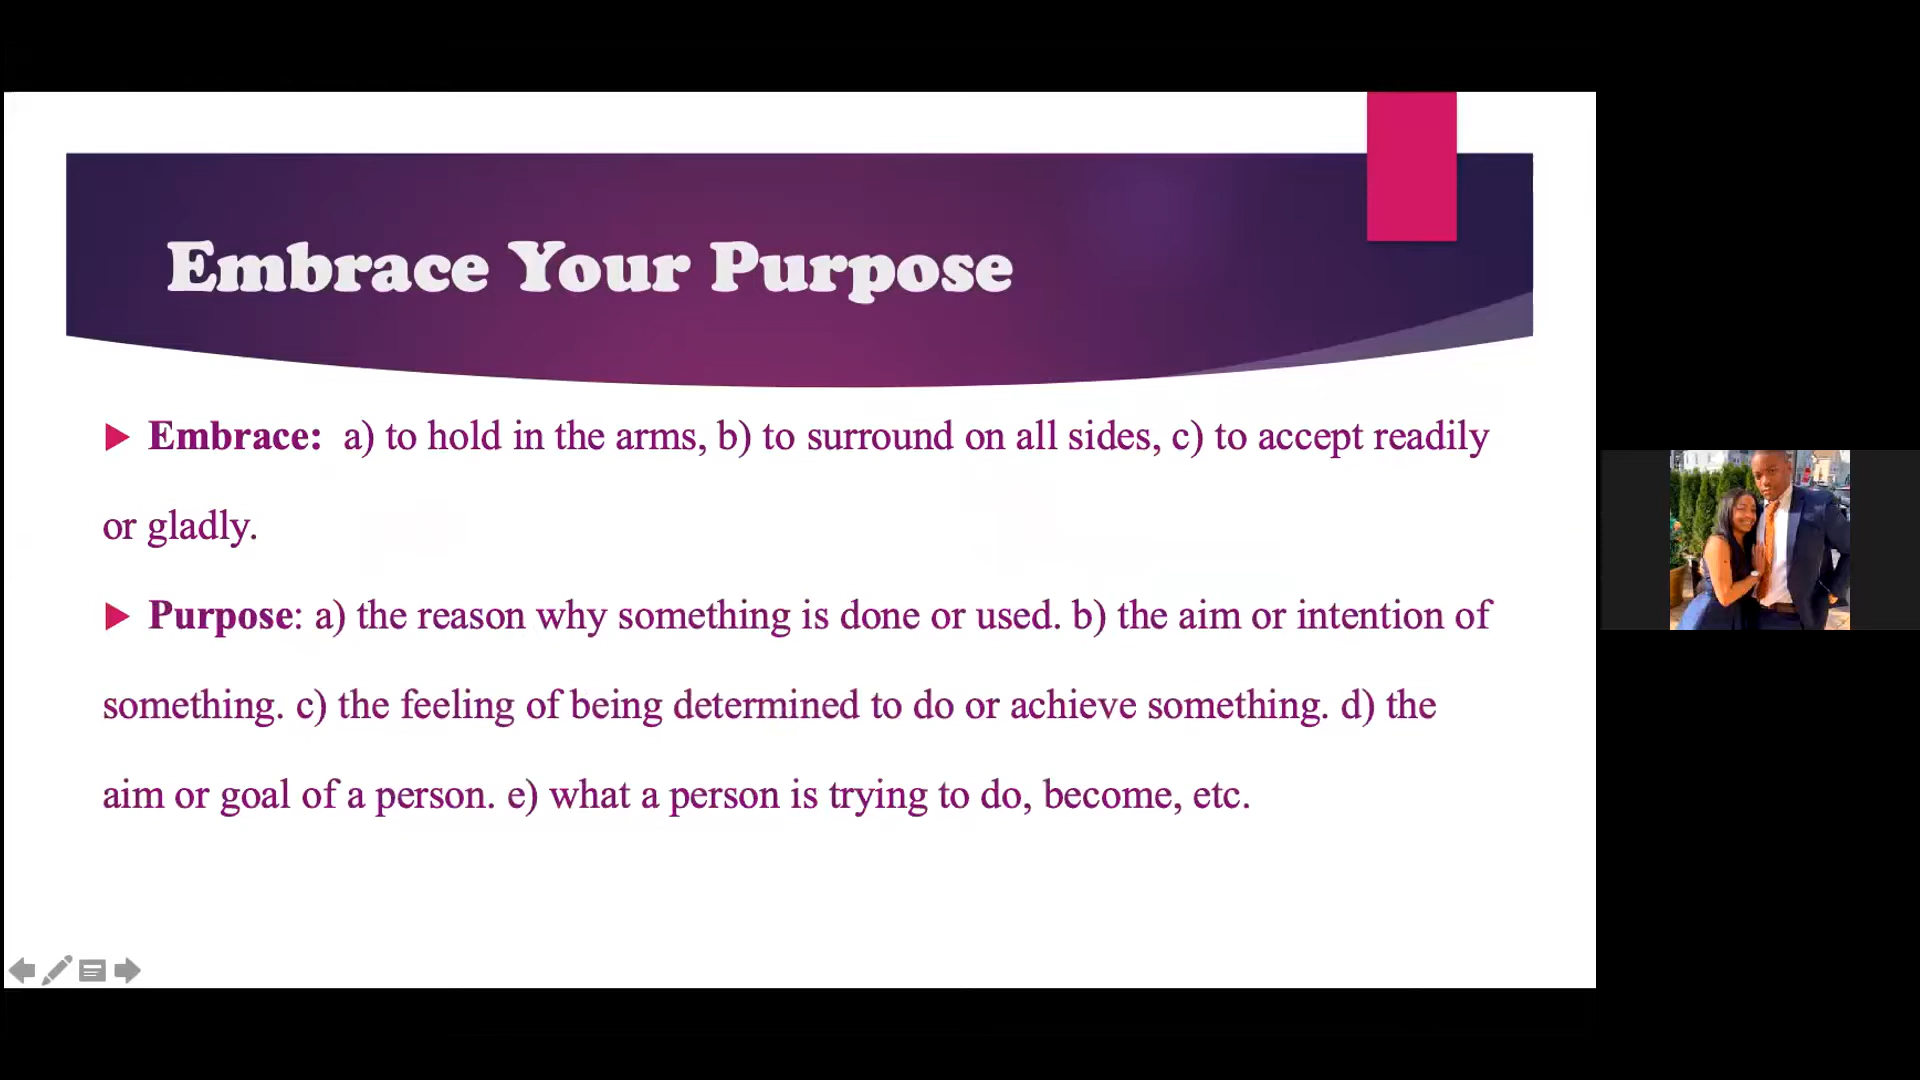 Embrace Your Purpose
Embrace: a) to hold in the arms, b) to surround on all sides, c) to accept readily
or gladly.
Purpose: a) the reason why something is done or used. b) the aim or intention of
something. c) the feeling of being determined to do or achieve something. d) the
aim or goal of a person. e) what a person is trying to do, become, etc.